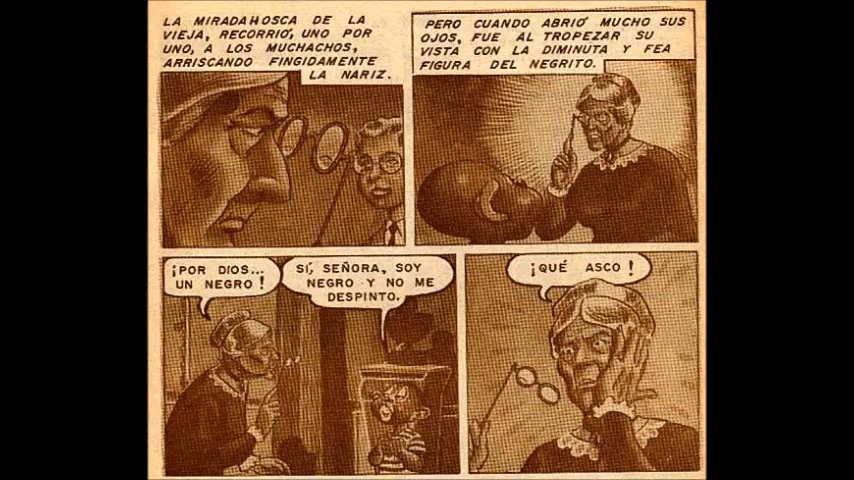 LA MIRADA HOSCA DE LA
VIEJA, RECORRIÓ, UNO POR
UNO, A LOS MUCHACHOS,
ARRISCANDO FINGIDAMENTE
LA NARIZ.
PERO CUANDO ABRIÓ MUCHO SUS
OJOS, FUE AL TROPEZAR SU
VISTA CON LA DIMINUTA Y FEA
FIGURA DEL NEGRITO.
¡POR DIOS...
UN NEGRO!
SÍ, SEÑORA, SOY
NEGRO Y NO ME
DESPINTO.
¡QUÉ ASCO!